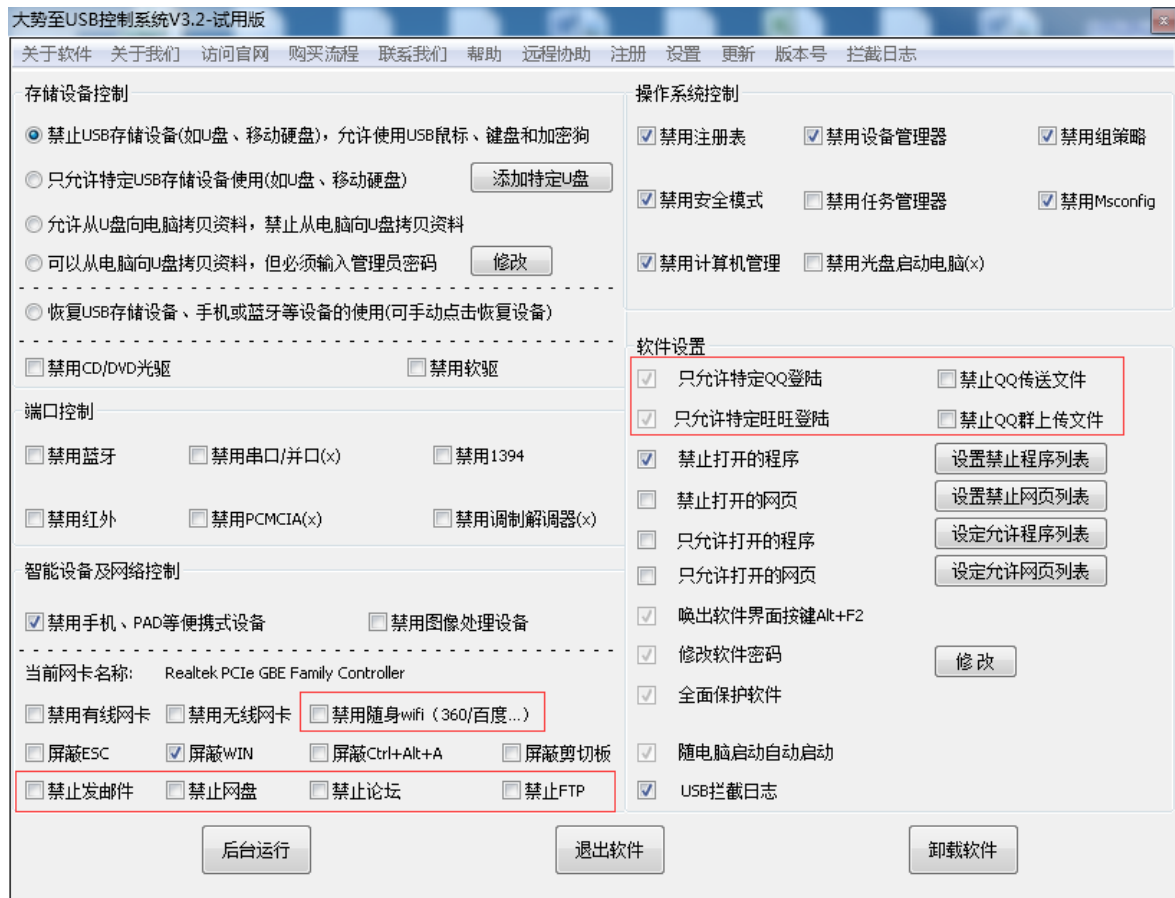 大势至USB控制系统V3.2-试用版
x
关于软件 关于我们 访问官网 购买流程 联系我们 帮助 远程协助 注册 设置 更新 版本号 拦截日志
存储设备控制
禁止USB存储设备(如U盘、移动硬盘)，允许使用USB鼠标、键盘和加密狗
只允许特定USB存储设备使用(如U盘、移动硬盘) 添加特定U盘
允许从U盘向电脑拷贝资料，禁止从电脑向U盘拷贝资料
可以从电脑向U盘拷贝资料，但必须输入管理员密码 修改
恢复USB存储设备、手机或蓝牙等设备的使用(可手动点击恢复设备)
禁用CD/DVD光驱 禁用软驱
端口控制
禁用蓝牙 禁用串口/并口(x) 禁用1394
禁用红外 禁用PCMCIA(x) 禁用调制解调器(x)
智能设备及网络控制
禁用手机、PAD等便携式设备 禁用图像处理设备
当前网卡名称: Realtek PCIe GBE Family Controller
禁用有线网卡 禁用无线网卡 禁用随身wifi（360/百度...）
屏蔽ESC 屏蔽WIN 屏蔽Ctrl+Alt+A 屏蔽剪切板
禁止发邮件 禁止网盘 禁止论坛 禁止FTP
操作系统控制
禁用注册表 禁用设备管理器 禁用组策略
禁用安全模式 禁用任务管理器 禁用Msconfig
禁用计算机管理 禁用光盘启动电脑(x)
软件设置
只允许特定QQ登陆 禁止QQ传送文件
只允许特定旺旺登陆 禁止QQ群上传文件
禁止打开的程序 设置禁止程序列表
禁止打开的网页 设置禁止网页列表
只允许打开的程序 设定允许程序列表
只允许打开的网页 设定允许网页列表
唤出软件界面按键Alt+F2
修改软件密码 修改
全面保护软件
随电脑启动自动启动
USB拦截日志
后台运行 退出软件 卸载软件